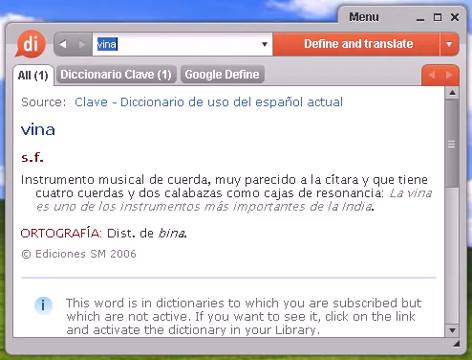 Menu
di
vina
Define and translate
All (1)
Diccionario Clave (1)
Google Define
Source: Clave - Diccionario de uso del español actual
vina
s.f.
Instrumento musical de cuerda, muy parecido a la cítara y que tiene
cuatro cuerdas y dos calabazas como cajas de resonancia: La vina
es uno de los instrumentos más importantes de la India.
ORTOGRAFÍA: Dist. de bina.
© Ediciones SM 2006
i
This word is in dictionaries to which you are subscribed but
which are not active. If you want to see it, click on the link
and activate the dictionary in your Library.